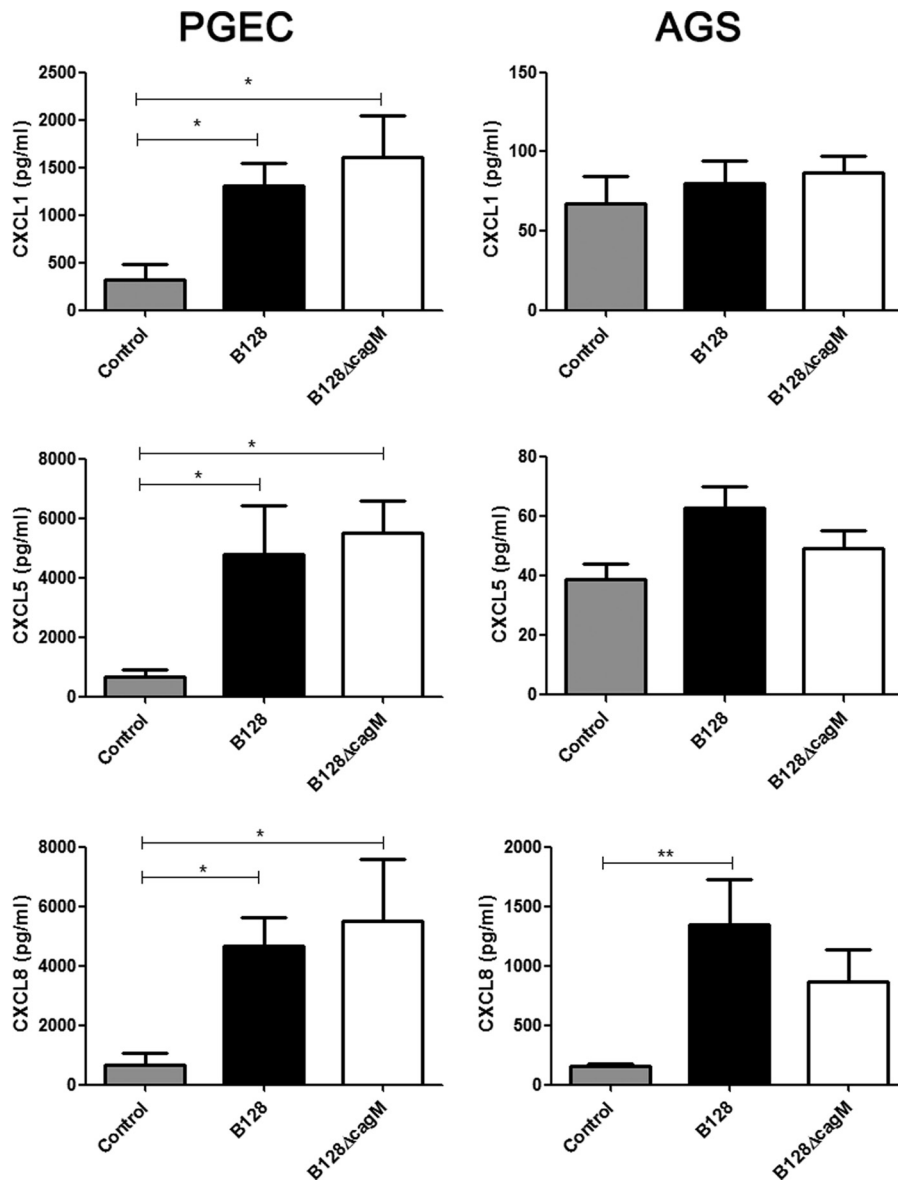 PGEC
AGS
CXCL1 (pg/ml)
2500
2000
1500
1000
500
0
*
*
Control
B128
B128ΔcagM
CXCL1 (pg/ml)
150
100
50
0
Control
B128
B128ΔcagM
CXCL5 (pg/ml)
8000
6000
4000
2000
0
*
*
Control
B128
B128ΔcagM
CXCL5 (pg/ml)
80
60
40
20
0
Control
B128
B128ΔcagM
CXCL8 (pg/ml)
8000
6000
4000
2000
0
*
*
Control
B128
B128ΔcagM
CXCL8 (pg/ml)
2000
1500
1000
500
0
**
Control
B128
B128ΔcagM